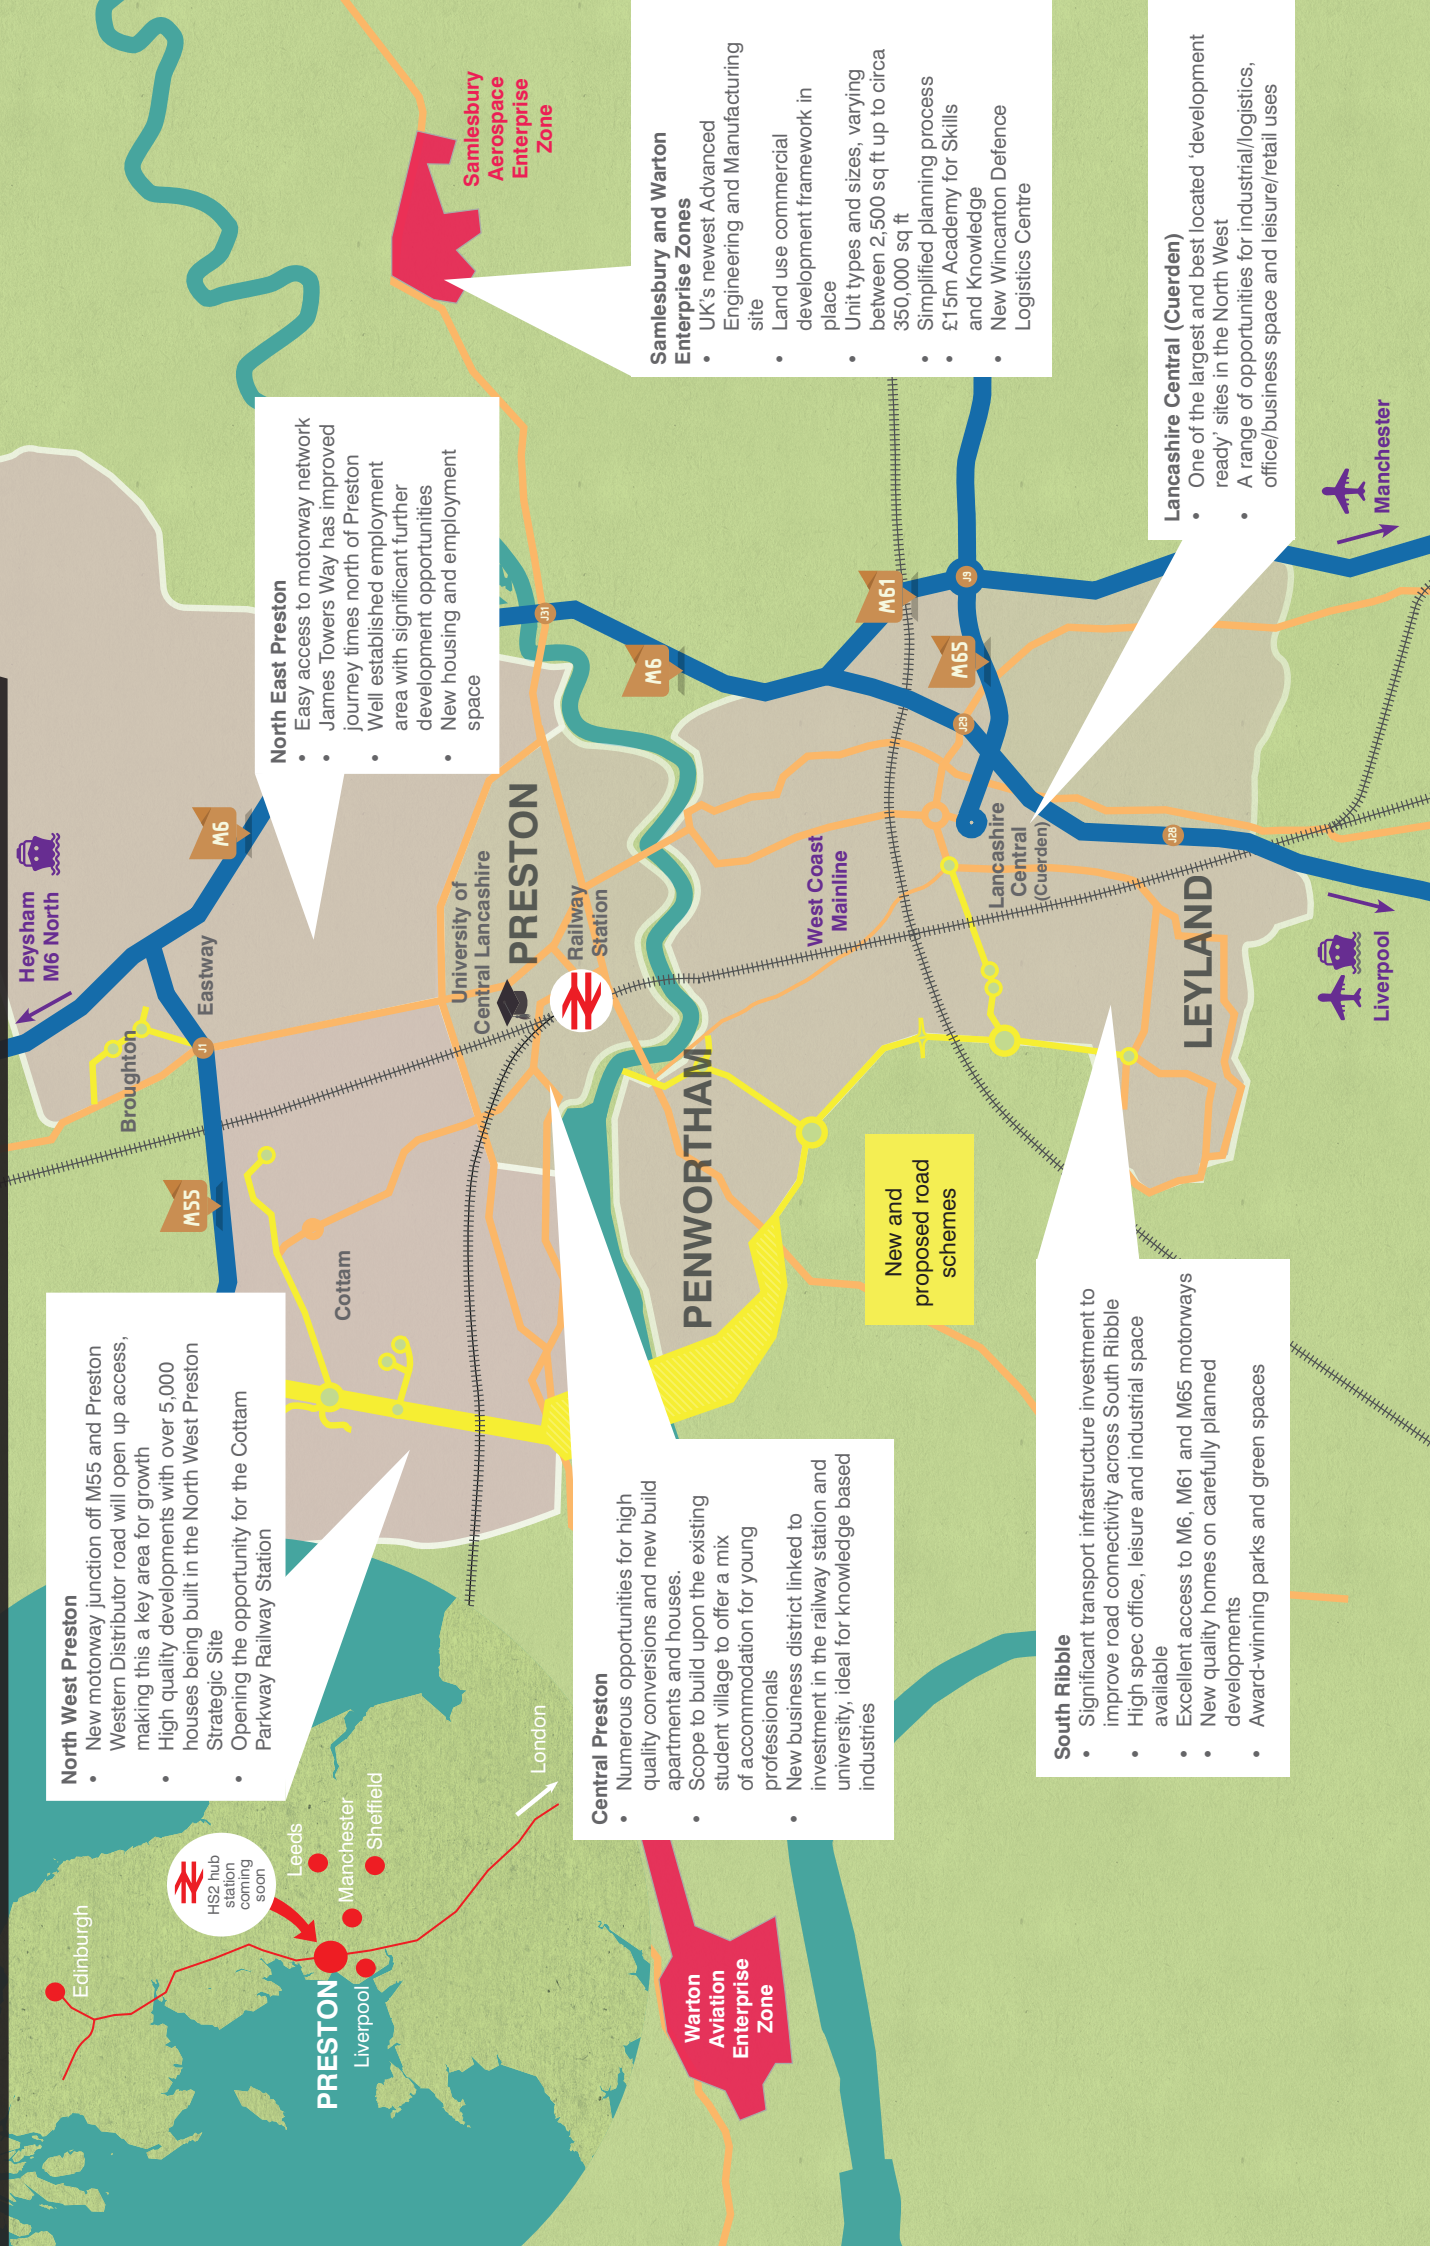 Edinburgh
HS2 hub
station
coming
soon
Leeds
Manchester
Sheffield
PRESTON
Liverpool
London
North West Preston
• New motorway junction off M55 and Preston
Western Distributor road will open up access,
making this a key area for growth
• High quality developments with over 5,000
houses being built in the North West Preston
Strategic Site
• Opening the opportunity for the Cottam
Parkway Railway Station
Heysham
M6 North
Broughton
Eastway
J1
M6
M55
Cottam
North East Preston
• Easy access to motorway network
• James Towers Way has improved
journey times north of Preston
• Well established employment
area with significant further
development opportunities
• New housing and employment
space
Samlesbury
Aerospace
Enterprise
Zone
University of
Central Lancashire
PRESTON
Railway
Station
J31
M6
Central Preston
• Numerous opportunities for high
quality conversions and new build
apartments and houses.
• Scope to build upon the existing
student village to offer a mix
of accommodation for young
professionals
• New business district linked to
investment in the railway station and
university, ideal for knowledge based
industries
Warton
Aviation
Enterprise
Zone
PENWORTHAM
West Coast
Mainline
New and
proposed road
schemes
Samlesbury and Warton
Enterprise Zones
• UK's newest Advanced
Engineering and Manufacturing
site
• Land use commercial
development framework in
place
• Unit types and sizes, varying
between 2,500 sq ft up to circa
350,000 sq ft
• Simplified planning process
• £15m Academy for Skills
and Knowledge
• New Wincanton Defence
Logistics Centre
M61
M65
J9
J29
Lancashire
Central
(Cuerden)
J28
LEYLAND
South Ribble
• Significant transport infrastructure investment to
improve road connectivity across South Ribble
• High spec office, leisure and industrial space
available
• Excellent access to M6, M61 and M65 motorways
• New quality homes on carefully planned
developments
• Award-winning parks and green spaces
Lancashire Central (Cuerden)
• One of the largest and best located ‘development
ready’ sites in the North West
• A range of opportunities for industrial/logistics,
office/business space and leisure/retail uses
Liverpool
Manchester